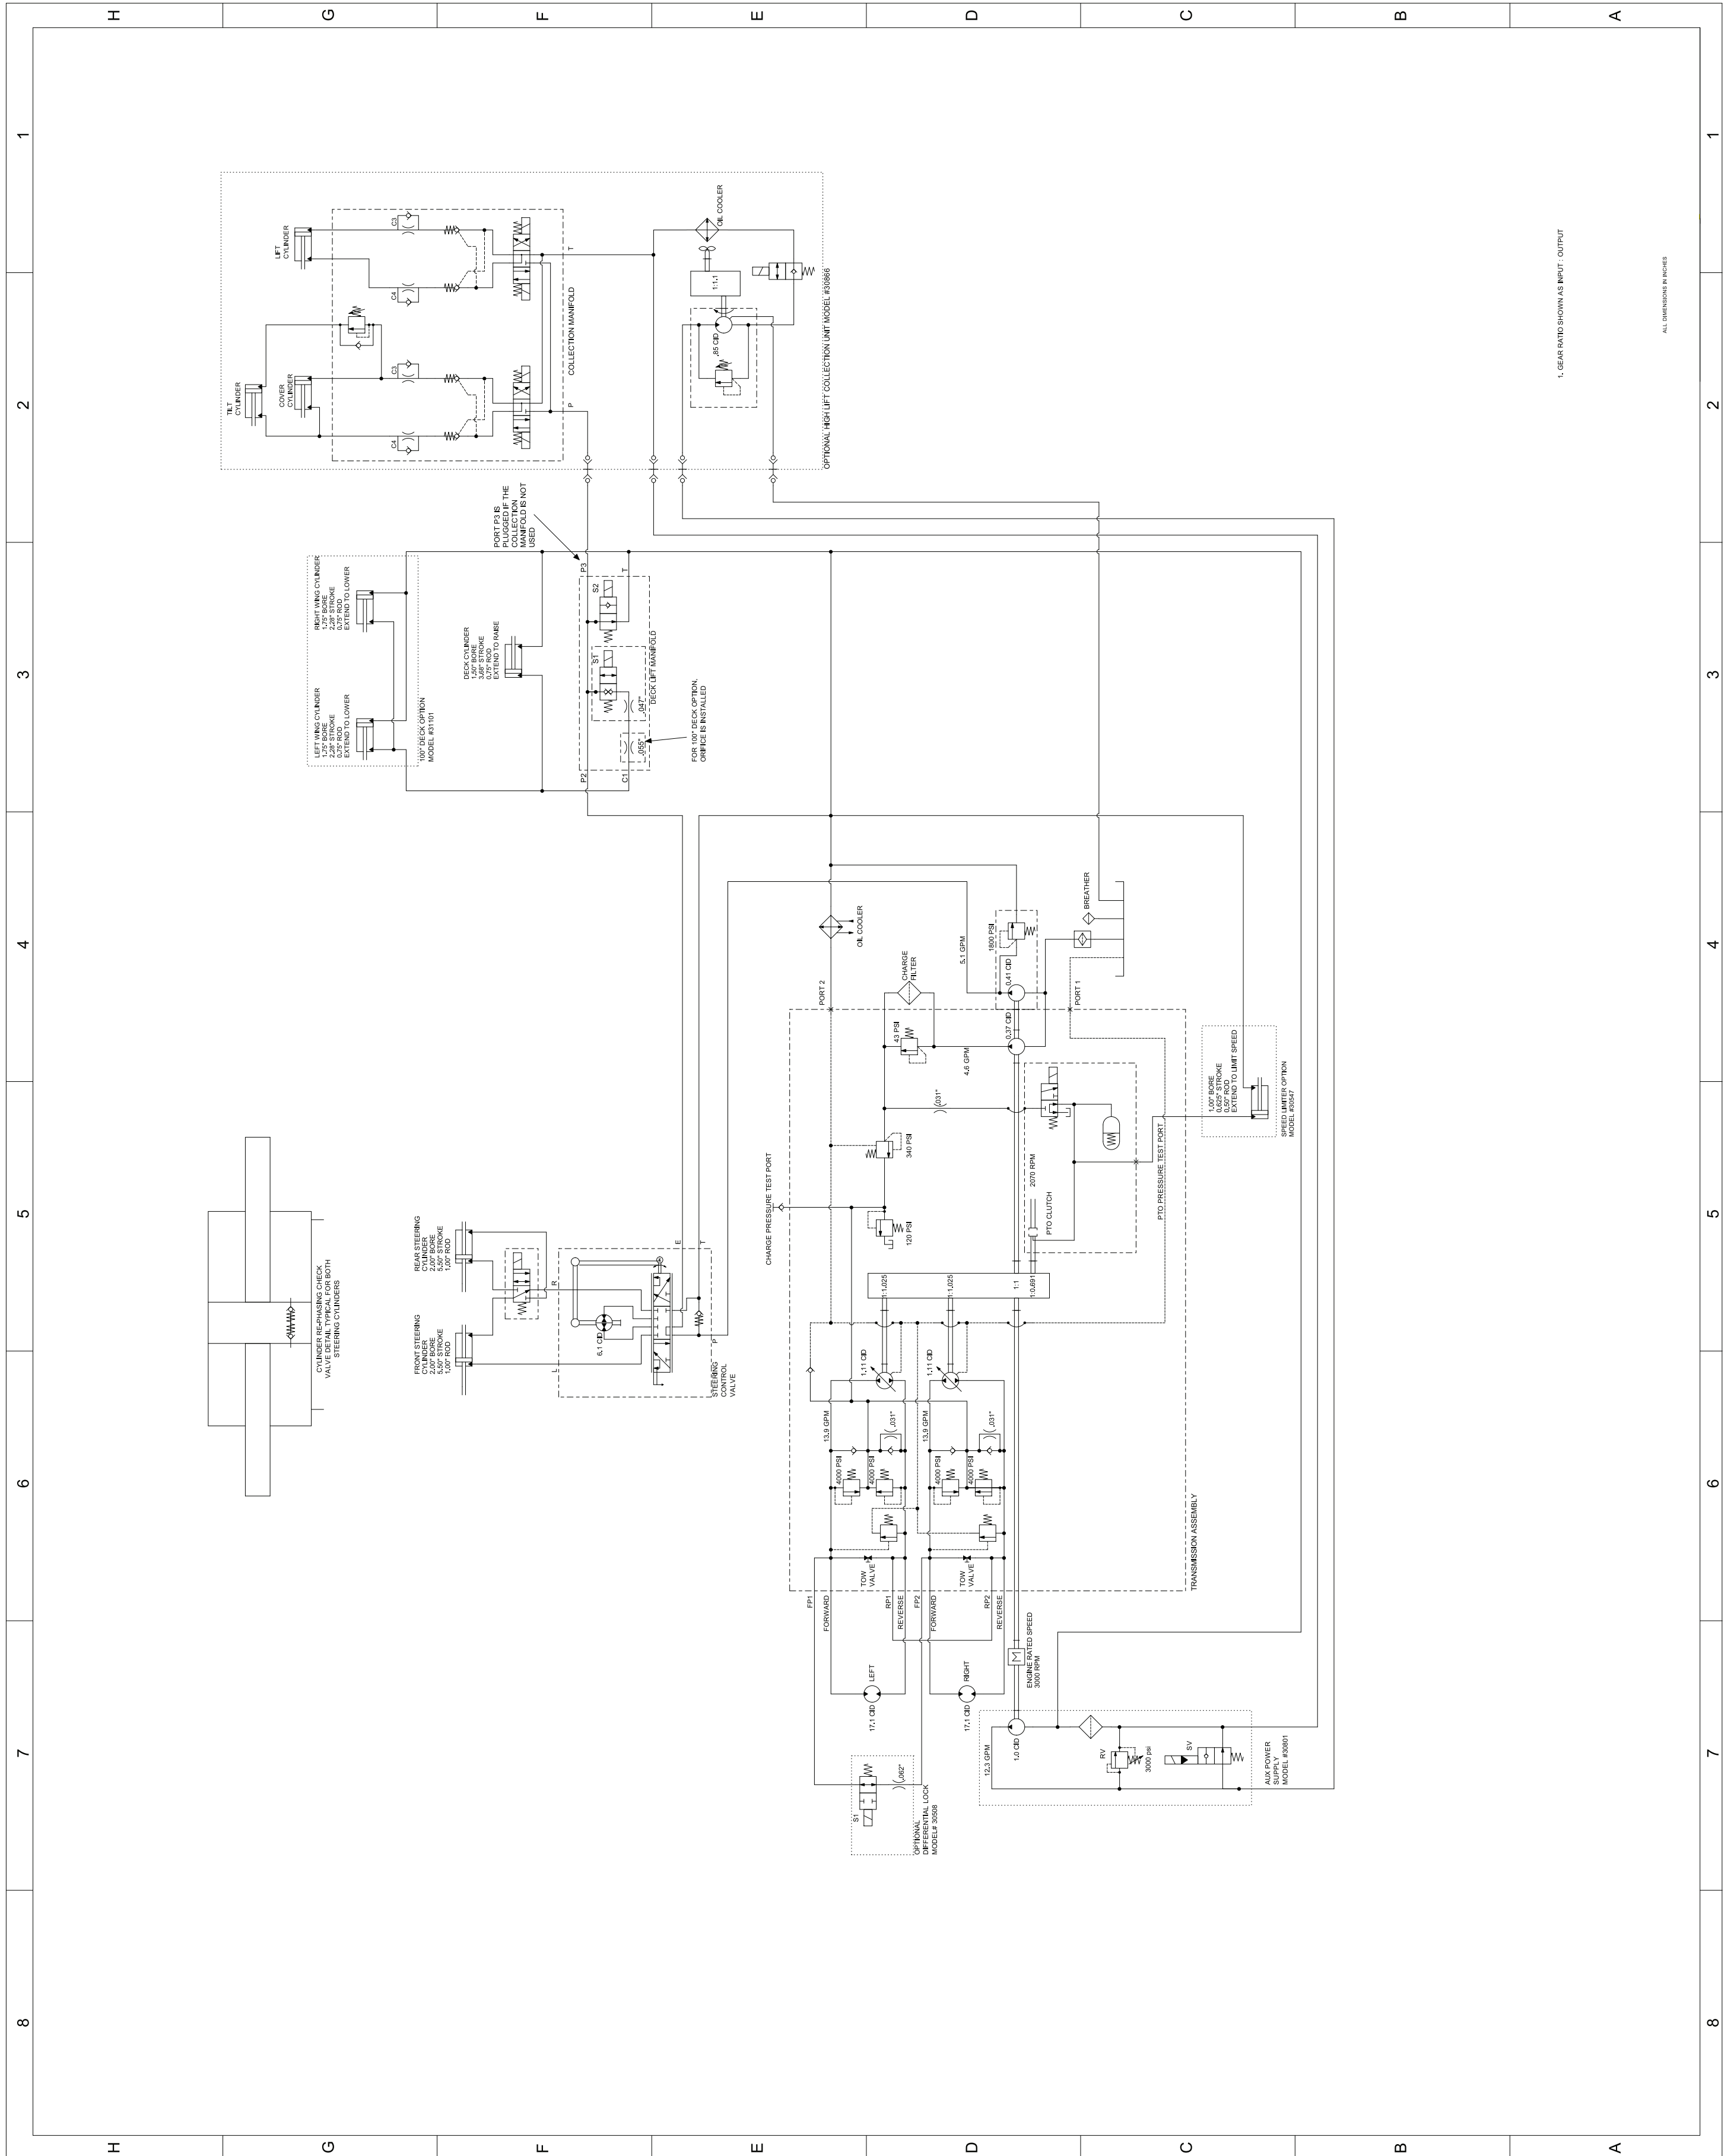 H
G
F
E
D
C
B
A
1
2
3
4
5
6
7
8
TILT
CYLINDER
COVER
CYLINDER
LIFT
CYLINDER
C4
C3
C4
C3
COLLECTION MANIFOLD
P
T
.85 CID
1:1.1
OIL COOLER
OPTIONAL HIGH LIFT COLLECTION UNIT MODEL #30866
PORT P3 IS
PLUGGED IF THE
COLLECTION
MANIFOLD IS NOT
USED
LEFT WING CYLINDER
1.75" BORE
2.28" STROKE
0.75" ROD
EXTEND TO LOWER
RIGHT WING CYLINDER
1.75" BORE
2.28" STROKE
0.75" ROD
EXTEND TO LOWER
100" DECK OPTION
MODEL #31101
DECK CYLINDER
1.50" BORE
3.68" STROKE
0.75" ROD
EXTEND TO RAISE
P2
P3
C1
T
S1
S2
.055"
.047"
DECK LIFT MANIFOLD
FOR 100" DECK OPTION,
ORIFICE IS INSTALLED
CYLINDER RE-PHASING CHECK
VALVE DETAIL TYPICAL FOR BOTH
STEERING CYLINDERS
FRONT STEERING
CYLINDER
2.00" BORE
5.50" STROKE
1.00" ROD
REAR STEERING
CYLINDER
2.00" BORE
5.50" STROKE
1.00" ROD
L
R
6.1 CID
E
T
P
STEERING
CONTROL
VALVE
CHARGE PRESSURE TEST PORT
PORT 2
OIL COOLER
CHARGE
FILTER
43 PSI
340 PSI
120 PSI
.031"
4.6 GPM
5.1 GPM
1800 PSI
0.41 CID
0.37 CID
PORT 1
BREATHER
2070 RPM
PTO CLUTCH
PTO PRESSURE TEST PORT
1:1.025
1:1.025
1:1
1:0.691
1.11 CID
1.11 CID
13.9 GPM
13.9 GPM
4000 PSI
4000 PSI
4000 PSI
4000 PSI
.031"
.031"
TOW
VALVE
TOW
VALVE
TRANSMISSION ASSEMBLY
FP1
FORWARD
RP1
REVERSE
FP2
FORWARD
RP2
REVERSE
LEFT
17.1 CID
RIGHT
17.1 CID
M
ENGINE RATED SPEED
3000 RPM
1.00" BORE
0.625" STROKE
0.50" ROD
EXTEND TO LIMIT SPEED
SPEED LIMITER OPTION
MODEL #30547
S1
.062"
OPTIONAL
DIFFERENTIAL LOCK
MODEL# 30508
12.3 GPM
1.0 CID
RV
3000 psi
SV
AUX POWER
SUPPLY
MODEL #30801
1. GEAR RATIO SHOWN AS INPUT : OUTPUT
ALL DIMENSIONS IN INCHES
H
G
F
E
D
C
B
A
1
2
3
4
5
6
7
8